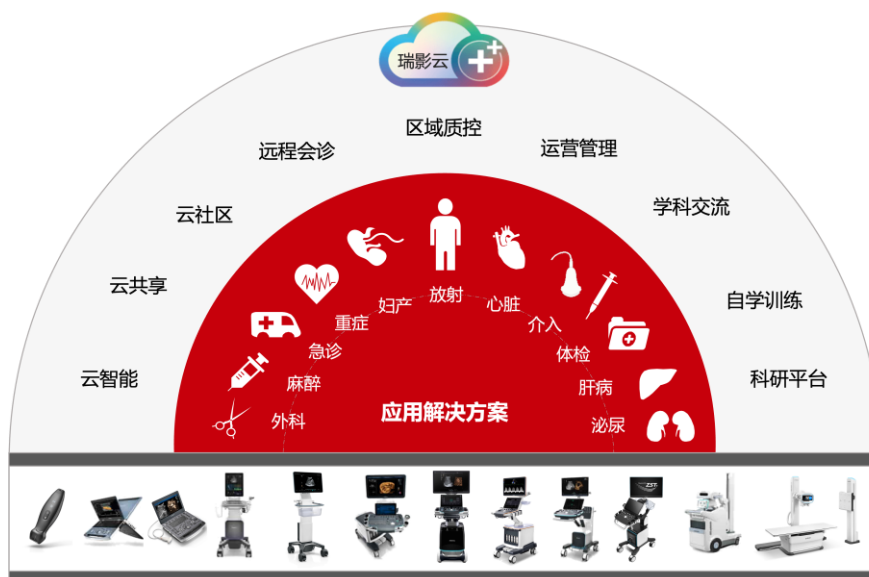 瑞影云
区域质控
远程会诊
运营管理
云社区
学科交流
云共享
自学训练
云智能
科研平台
放射
妇产
心脏
重症
介入
急诊
体检
麻醉
肝病
外科
泌尿
应用解决方案
ZST